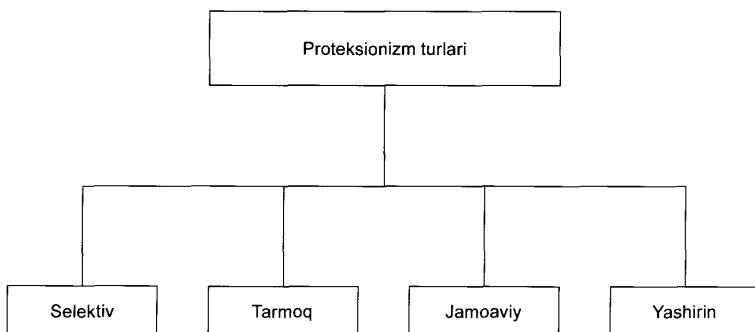 Proteksionizm turlari
Selektiv
Tarmoq
Jamoaviy
Yashirin